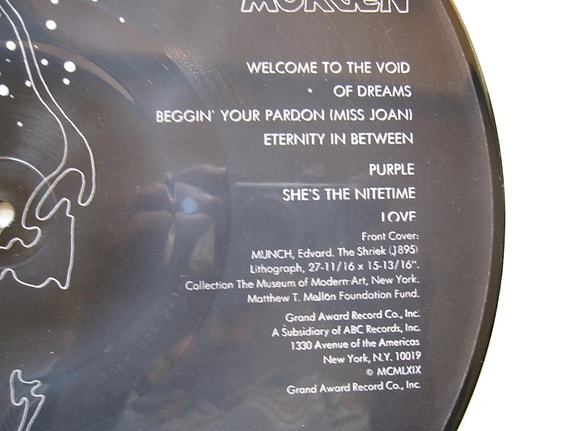 MORGEN
WELCOME TO THE VOID
OF DREAMS
BEGGIN' YOUR PARDON (MISS JOAN)
ETERNITY IN BETWEEN
PURPLE
SHE'S THE NITETIME
LOVE
Front Cover:
MUNCH, Edvard. The Shriek (1895)
Lithograph, 27-11/16 x 15-13/16".
Collection The Museum of Modern Art, New York.
Matthew T. Mellon Foundation Fund.
Grand Award Record Co., Inc.
A Subsidiary of ABC Records, Inc.
1330 Avenue of the Americas
New York, N.Y. 10019
© MCMLXIX
Grand Award Record Co., Inc.